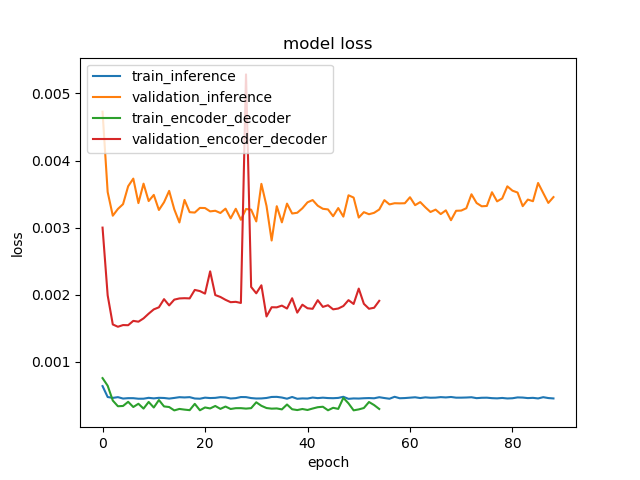 model loss
train_inference
validation_inference
train_encoder_decoder
validation_encoder_decoder
0.005
0.004
0.003
0.002
0.001
loss
0 20 40 60 80
epoch